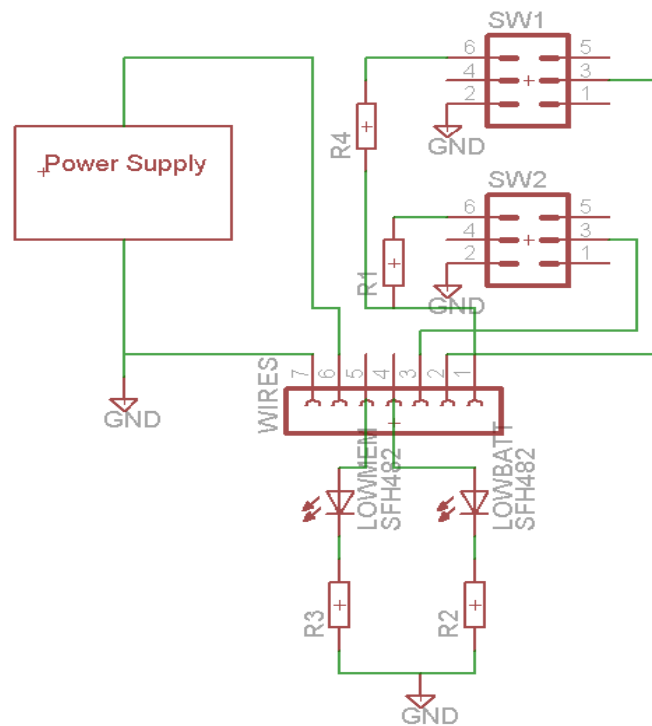 SW1
6 5
4 3
2 1
GND
R4
Power Supply
SW2
6 5
4 3
2 1
GND
R1
WIRES
7 6 5 4 3 2 1
GND
LOWMEM
SFH482
LOWBATT
SFH482
R3
R2
GND